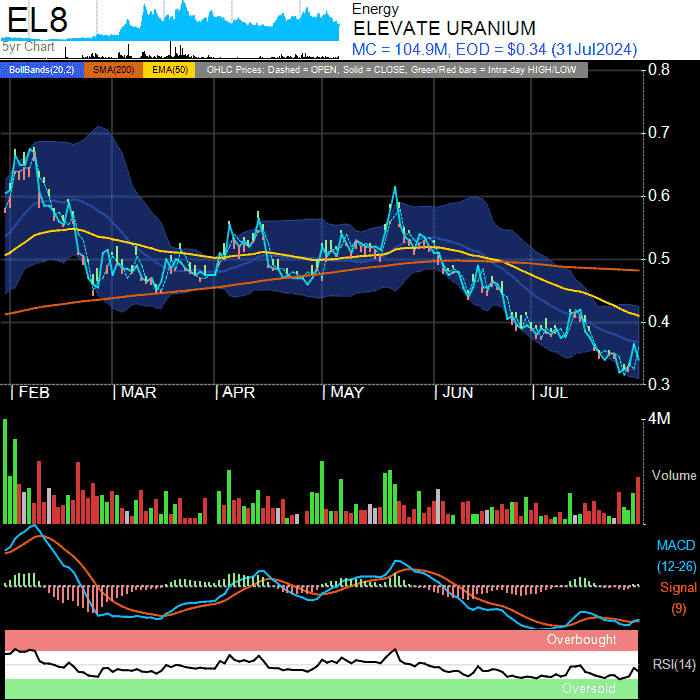 EL8
Energy
ELEVATE URANIUM
MC = 104.9M, EOD = $0.34 (31Jul2024)
5yr Chart
BollBands(20,2) SMA(200) EMA(50) OHLC Prices: Dashed = OPEN, Solid = CLOSE, Green/Red bars = Intra-day HIGH/LOW
0.8
0.7
0.6
0.5
0.4
0.3
FEB MAR APR MAY JUN JUL
4M
Volume
MACD
(12-26)
Signal
(9)
Overbought
RSI(14)
Oversold